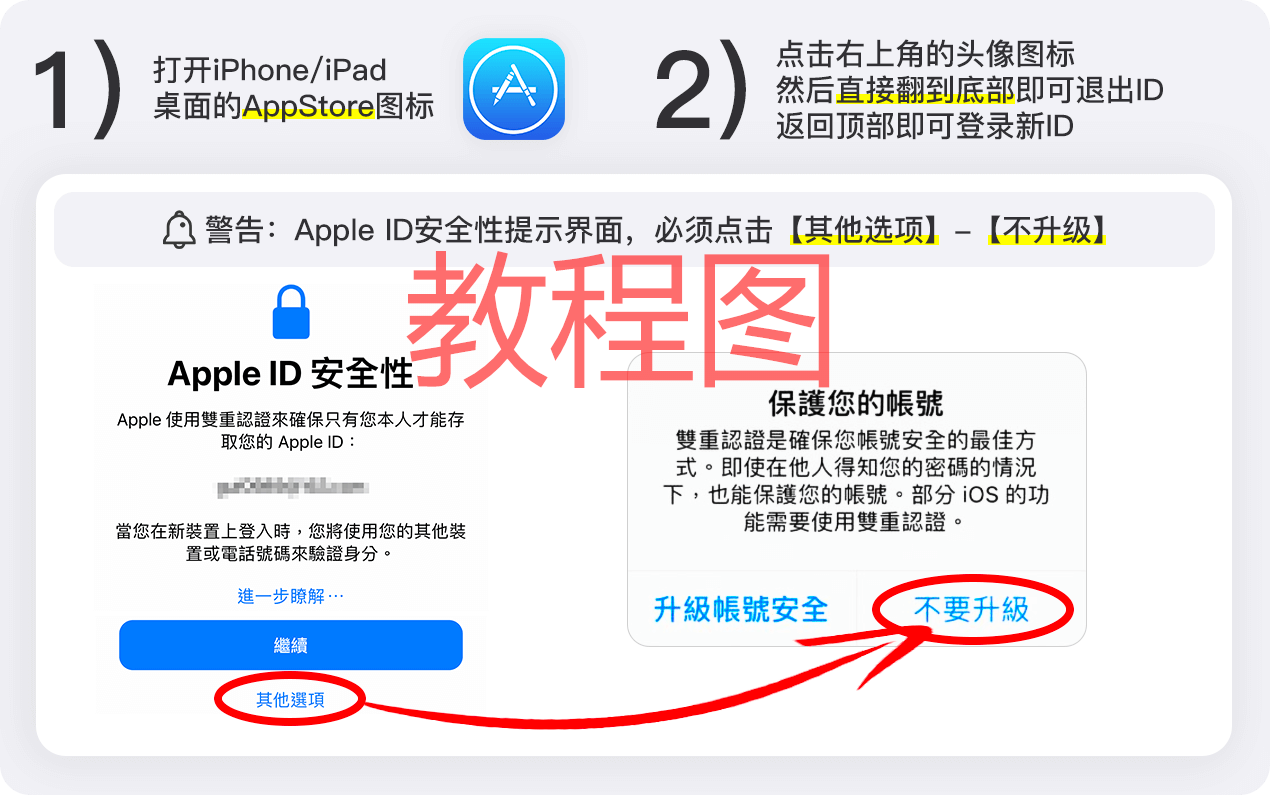 1)
打开iPhone/iPad
桌面的AppStore图标
2)
点击右上角的头像图标
然后直接翻到底部即可退出ID
返回顶部即可登录新ID
警告：Apple ID安全性提示界面，必须点击【其他选项】–【不升级】
教程图
Apple ID 安全性
Apple 使用雙重認證來確保只有您本人才能存
取您的 Apple ID：
當您在新裝置上登入時，您將使用您的其他裝
置或電話號碼來驗證身分。
進一步瞭解…
繼續
其他選項
保護您的帳號
雙重認證是確保您帳號安全的最佳方
式。即使在他人得知您的密碼的情況
下，也能保護您的帳號。部分 iOS 的功
能需要使用雙重認證。
升級帳號安全
不要升級